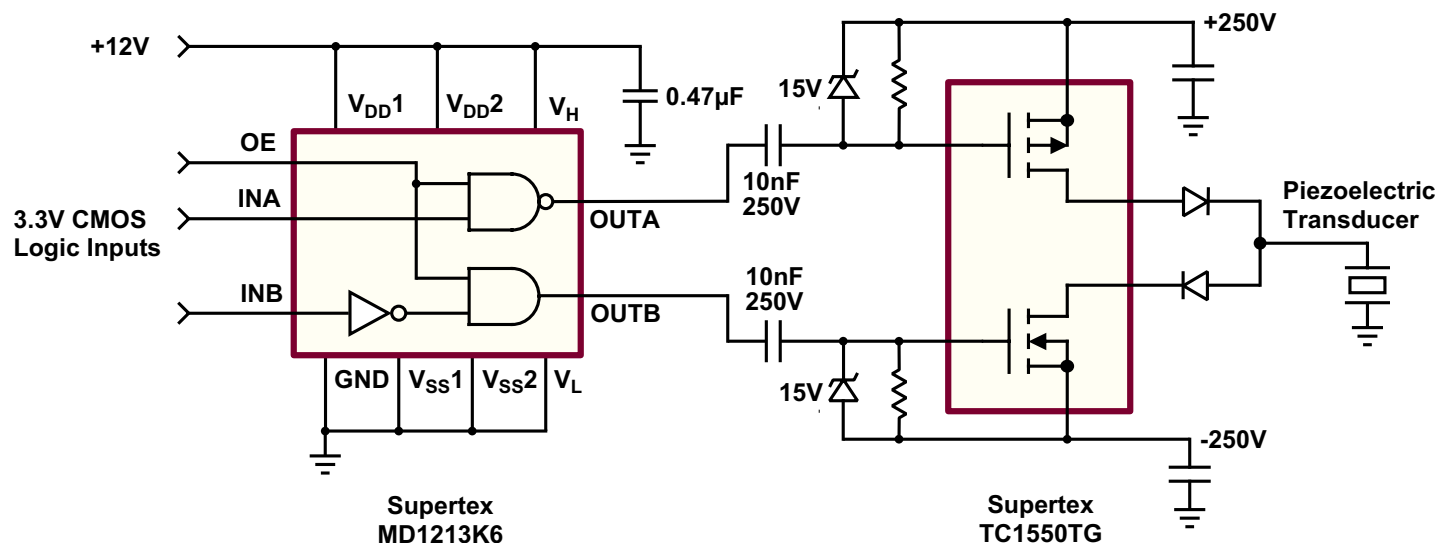 +12V
VDD1
VDD2
VH
0.47µF
+250V
15V
OE
INA
3.3V CMOS
Logic Inputs
INB
OUTA
OUTB
10nF
250V
10nF
250V
Piezoelectric
Transducer
GND
VSS1
VSS2
VL
15V
-250V
Supertex
MD1213K6
Supertex
TC1550TG